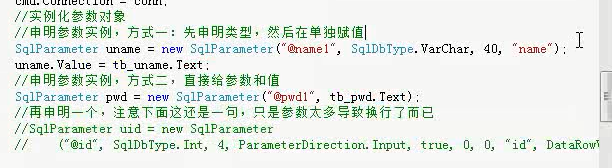 cmd.Connection = conn;
//实例化参数对象
//申明参数实例，方式一：先申明类型，然后在单独赋值
SqlParameter uname = new SqlParameter("@name1", SqlDbType.VarChar, 40, "name");
uname.Value = tb_uname.Text;
//申明参数实例，方式二，直接给参数和值
SqlParameter pwd = new SqlParameter("@pwd1", tb_pwd.Text);
//再申明一个，注意下面这还是一句，只是参数太多导致换行了而已
//SqlParameter uid = new SqlParameter
//    ("@id", SqlDbType.Int, 4, ParameterDirection.Input, true, 0, 0, "id", DataRowV